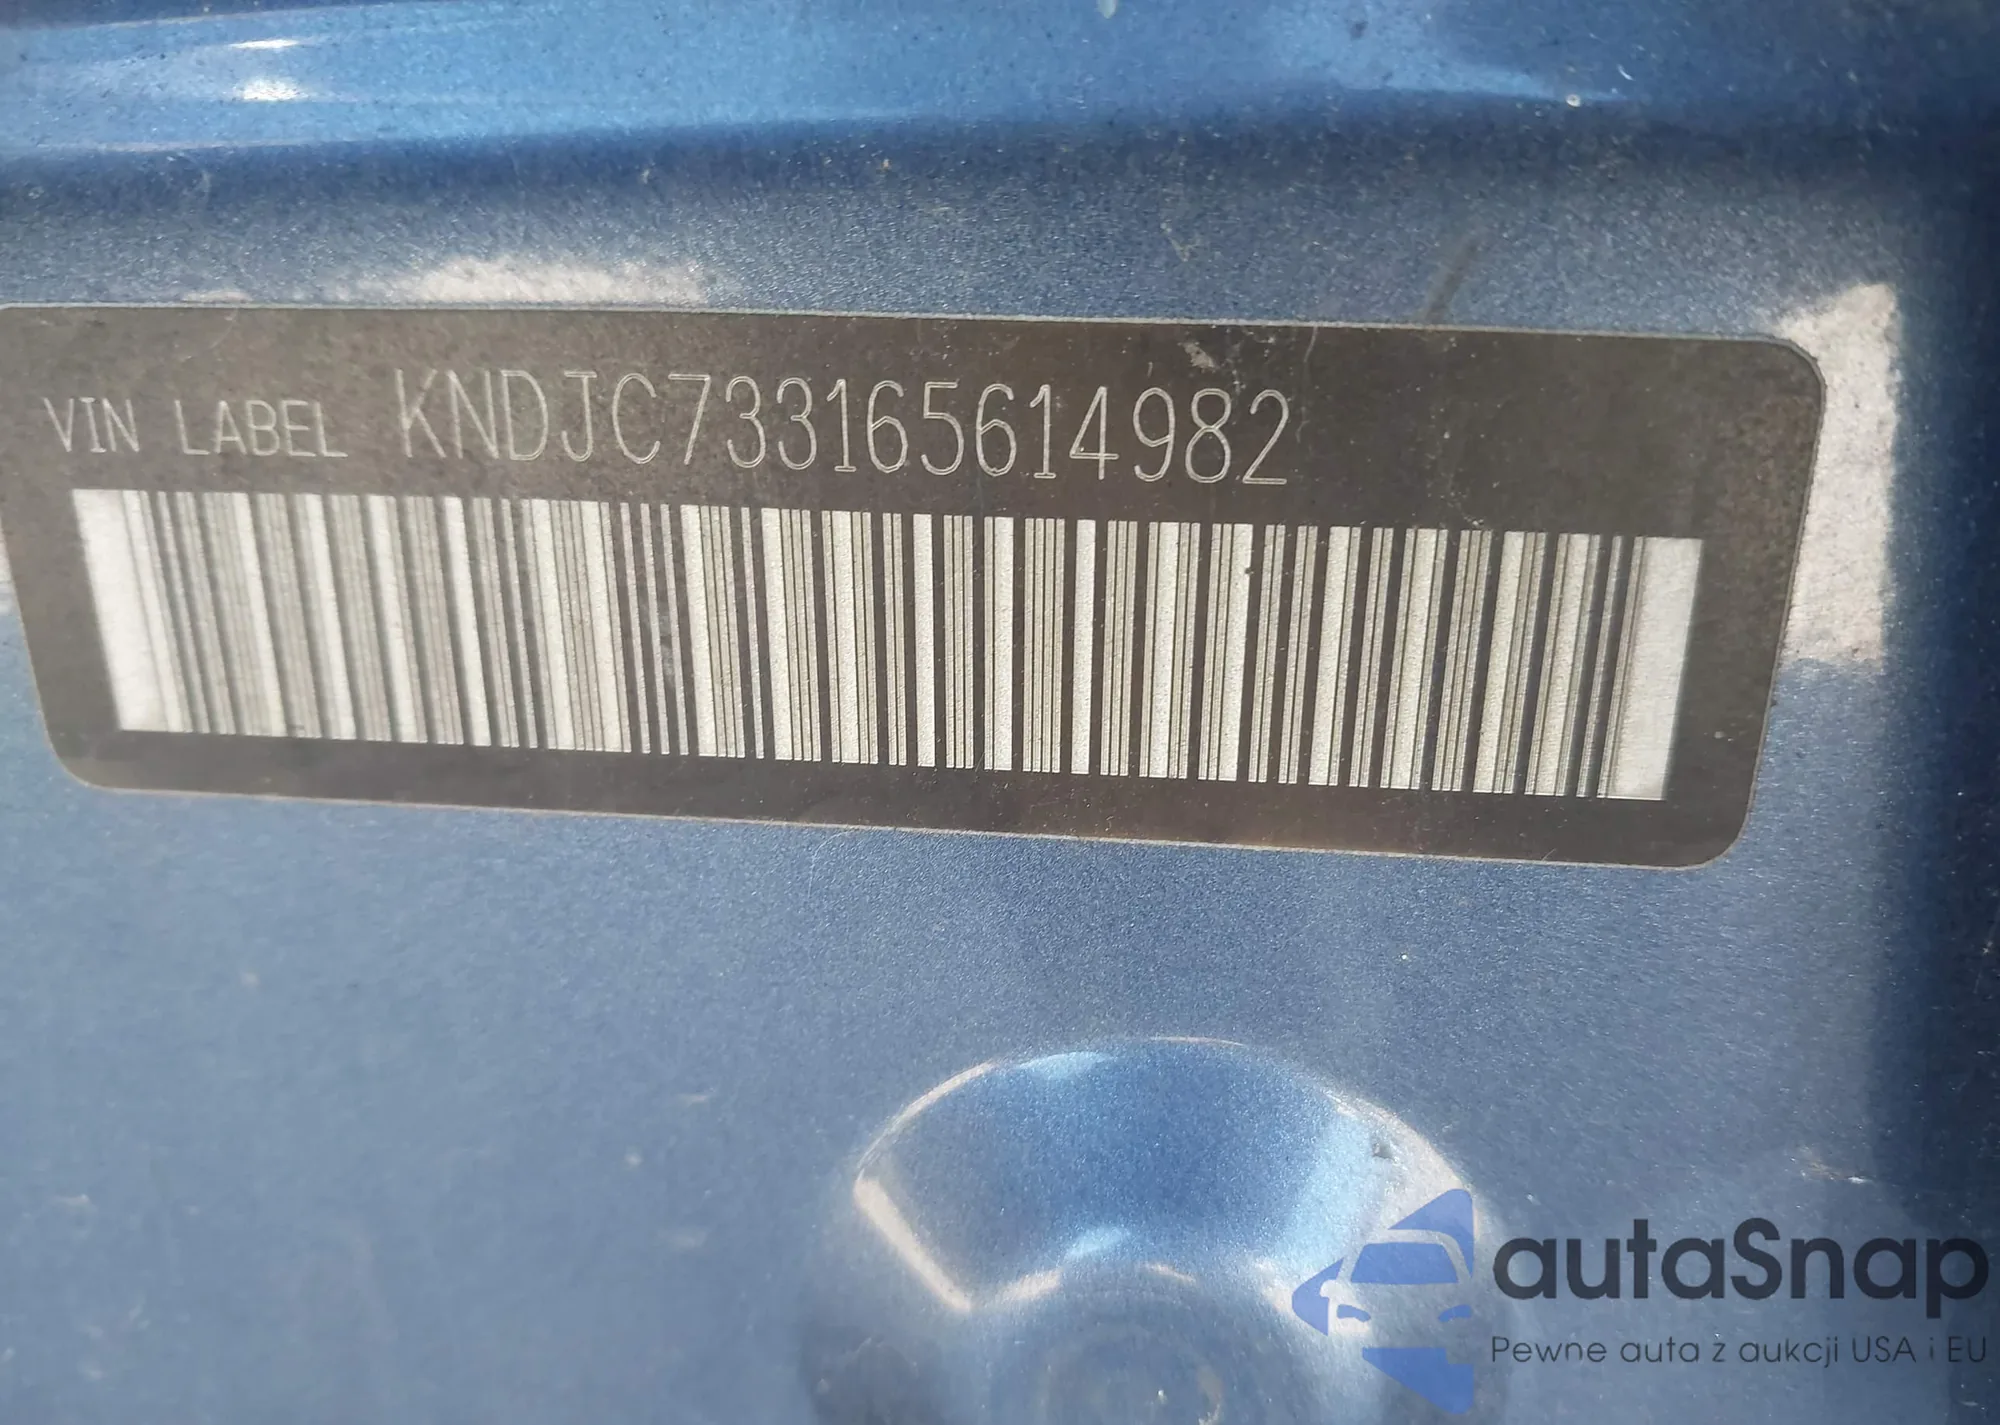 VIN LABEL KNDJC733165614982
autaSnap
Pewne auta z aukcji USA i EU